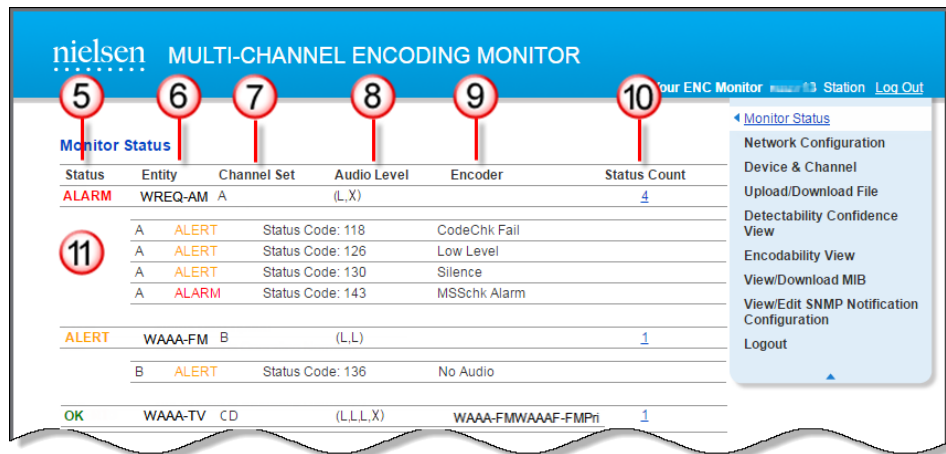 nielsen MULTI-CHANNEL ENCODING MONITOR
5 6 7 8 9 10
our ENC Monitor Station Log Out
Monitor Status
Status Entity Channel Set Audio Level Encoder Status Count
ALARM WREQ-AM A (L,X) 4
11
A ALERT Status Code: 118 CodeChk Fail
A ALERT Status Code: 126 Low Level
A ALERT Status Code: 130 Silence
A ALARM Status Code: 143 MSSchk Alarm
ALERT WAAA-FM B (L,L) 1
B ALERT Status Code: 136 No Audio
OK WAAA-TV CD (L,L,L,X) WAAA-FMWAAAF-FMPri 1
Monitor Status
Network Configuration
Device & Channel
Upload/Download File
Detectability Confidence
View
Encodability View
View/Download MIB
View/Edit SNMP Notification
Configuration
Logout